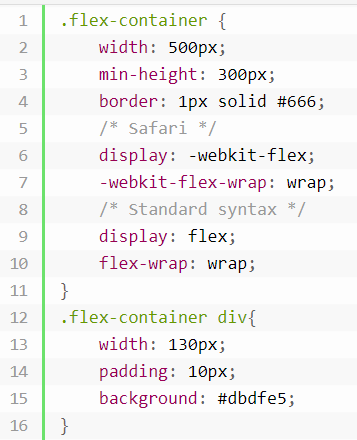 1 .flex-container {
2     width: 500px;
3     min-height: 300px;
4     border: 1px solid #666;
5     /* Safari */
6     display: -webkit-flex;
7     -webkit-flex-wrap: wrap;
8     /* Standard syntax */
9     display: flex;
10     flex-wrap: wrap;
11 }
12 .flex-container div{
13     width: 130px;
14     padding: 10px;
15     background: #dbdfe5;
16 }